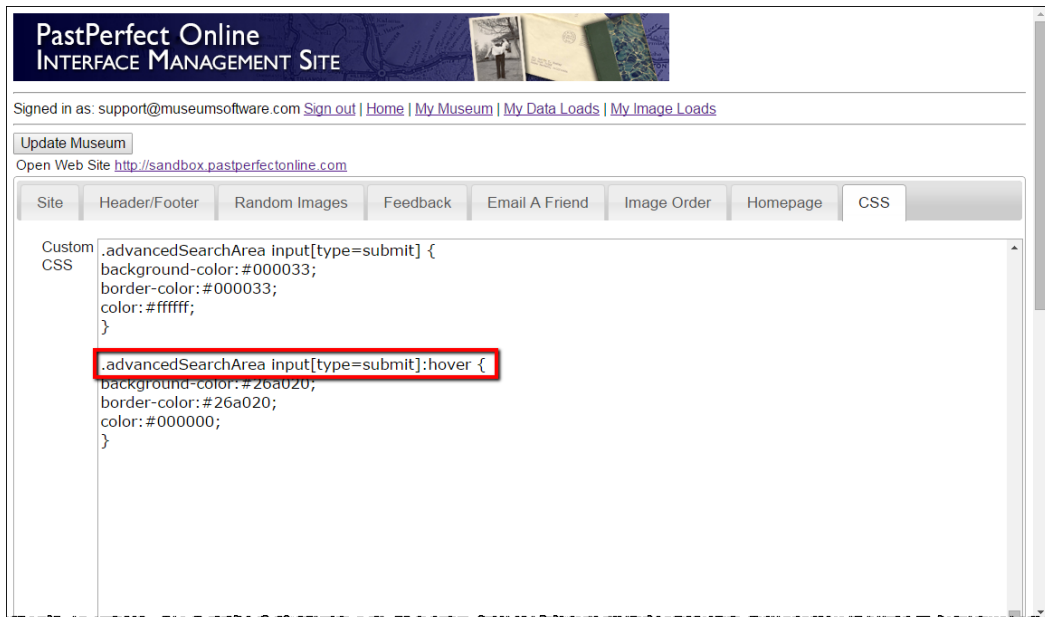 PastPerfect Online
INTERFACE MANAGEMENT SITE
Signed in as: support@museumsoftware.com Sign out | Home | My Museum | My Data Loads | My Image Loads
Update Museum
Open Web Site http://sandbox.pastperfectonline.com
Site Header/Footer Random Images Feedback Email A Friend Image Order Homepage CSS
Custom CSS
.advancedSearchArea input[type=submit] {
background-color:#000033;
border-color:#000033;
color:#ffffff;
}
.advancedSearchArea input[type=submit]:hover {
background-color:#26a020;
border-color:#26a020;
color:#000000;
}